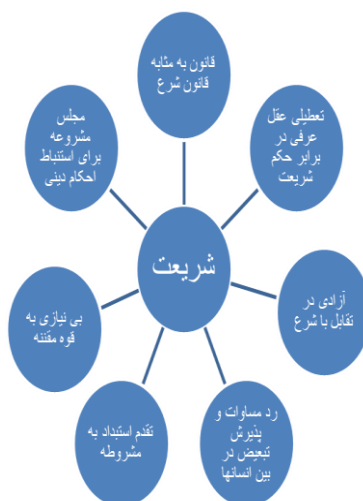 قانون به مثابه
قانون شرع
تعطیلی عقل
عرفی در
برابر حکم
شریعت
آزادی در
تقابل با شرع
رد مساوات و
پذیرش
تبعیض در
بین انسانها
تقدم استبداد به
مشروطه
بی نیازی به
قوه مقننه
مجلس
مشروعه
برای استنباط
احکام دینی
شریعت